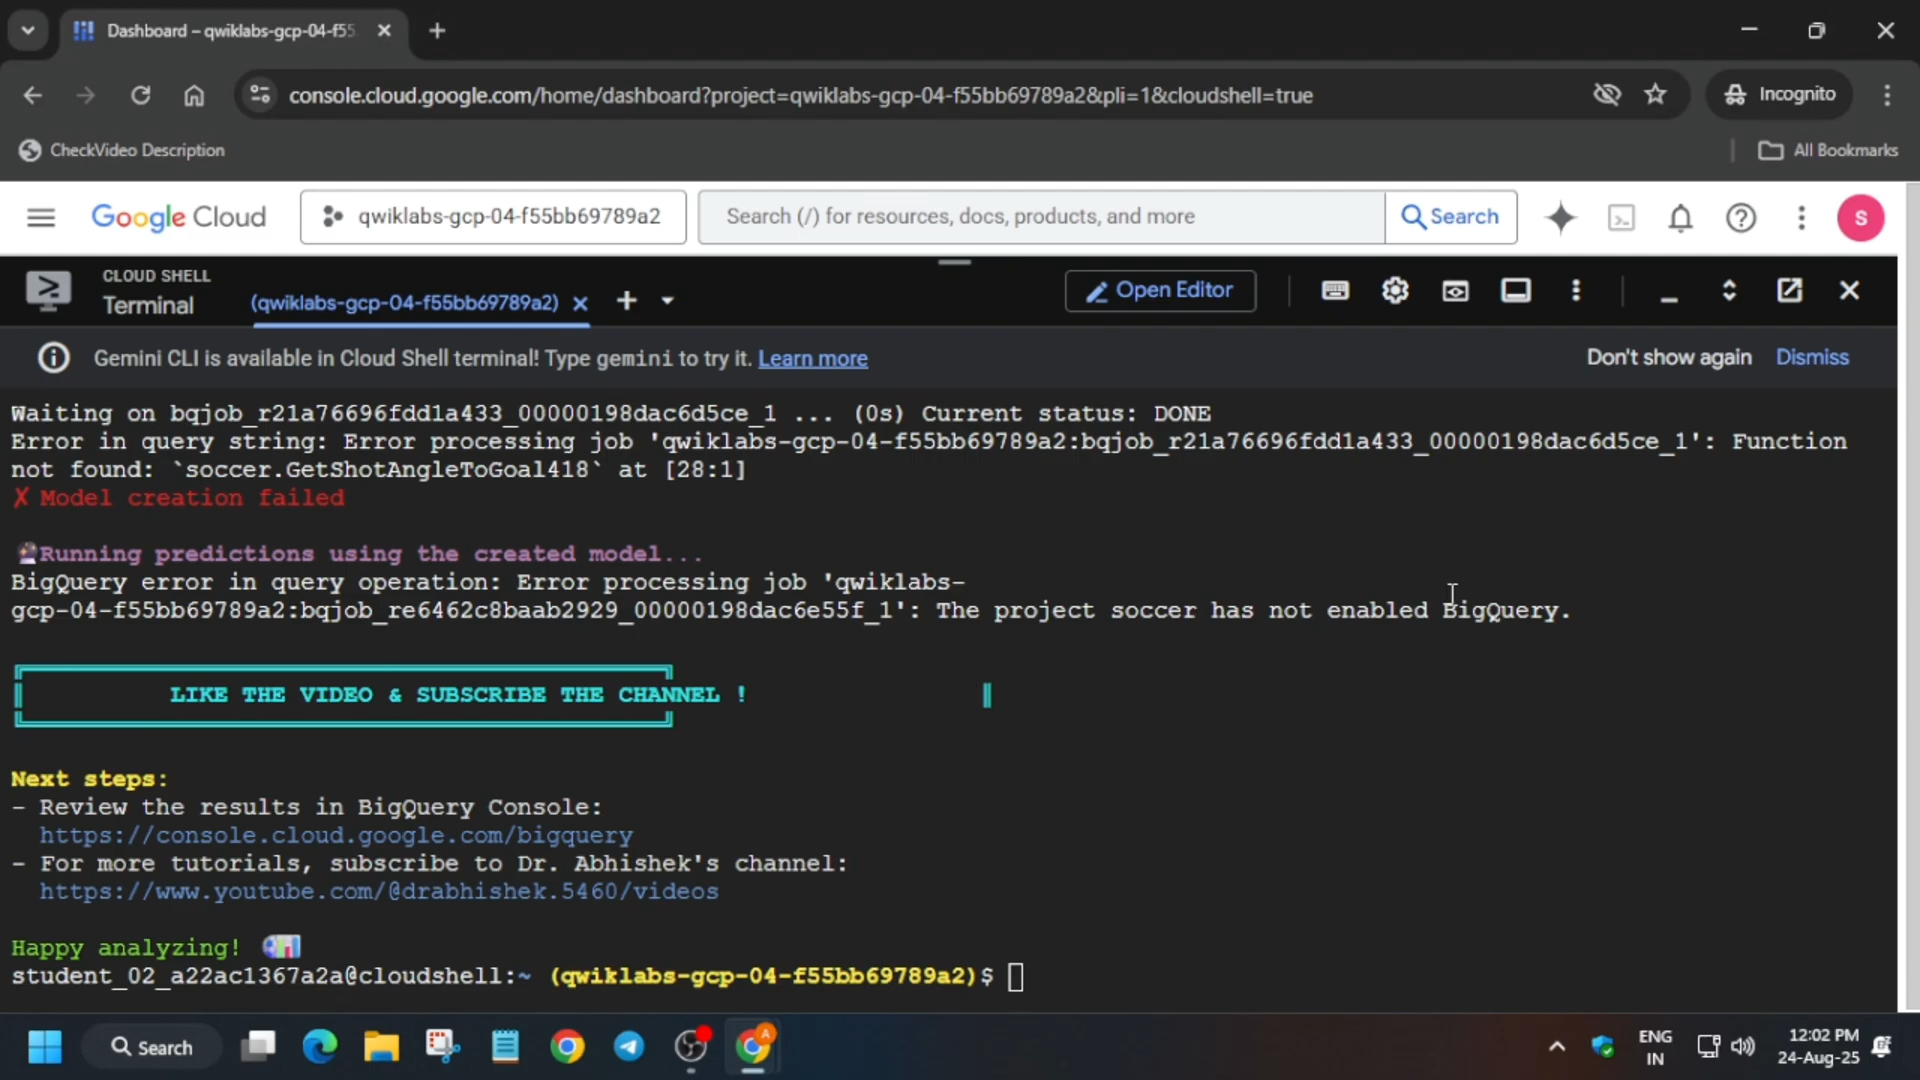 Dashboard – qwiklabs-gcp-04-f55
console.cloud.google.com/home/dashboard?project=qwiklabs-gcp-04-f55bb69789a2&pli=1&cloudshell=true
Incognito
CheckVideo Description
All Bookmarks
Google Cloud
qwiklabs-gcp-04-f55bb69789a2
Search (/) for resources, docs, products, and more
Search
S
CLOUD SHELL
Terminal
(qwiklabs-gcp-04-f55bb69789a2)
Open Editor
Gemini CLI is available in Cloud Shell terminal! Type gemini to try it. Learn more
Don't show again
Dismiss
Waiting on bqjob_r21a76696fdd1a433_00000198dac6d5ce_1 ... (0s) Current status: DONE
Error in query string: Error processing job 'qwiklabs-gcp-04-f55bb69789a2:bqjob_r21a76696fdd1a433_00000198dac6d5ce_1': Function
not found: `soccer.GetShotAngleToGoal418` at [28:1]
✗ Model creation failed
Running predictions using the created model...
BigQuery error in query operation: Error processing job 'qwiklabs-
gcp-04-f55bb69789a2:bqjob_re6462c8baab2929_00000198dac6e55f_1': The project soccer has not enabled BigQuery.
LIKE THE VIDEO & SUBSCRIBE THE CHANNEL !
Next steps:
- Review the results in BigQuery Console:
https://console.cloud.google.com/bigquery
- For more tutorials, subscribe to Dr. Abhishek's channel:
https://www.youtube.com/@drabhishek.5460/videos
Happy analyzing!
student_02_a22ac1367a2a@cloudshell:~ (qwiklabs-gcp-04-f55bb69789a2)$
Search
A
ENG
IN
12:02 PM
24-Aug-25